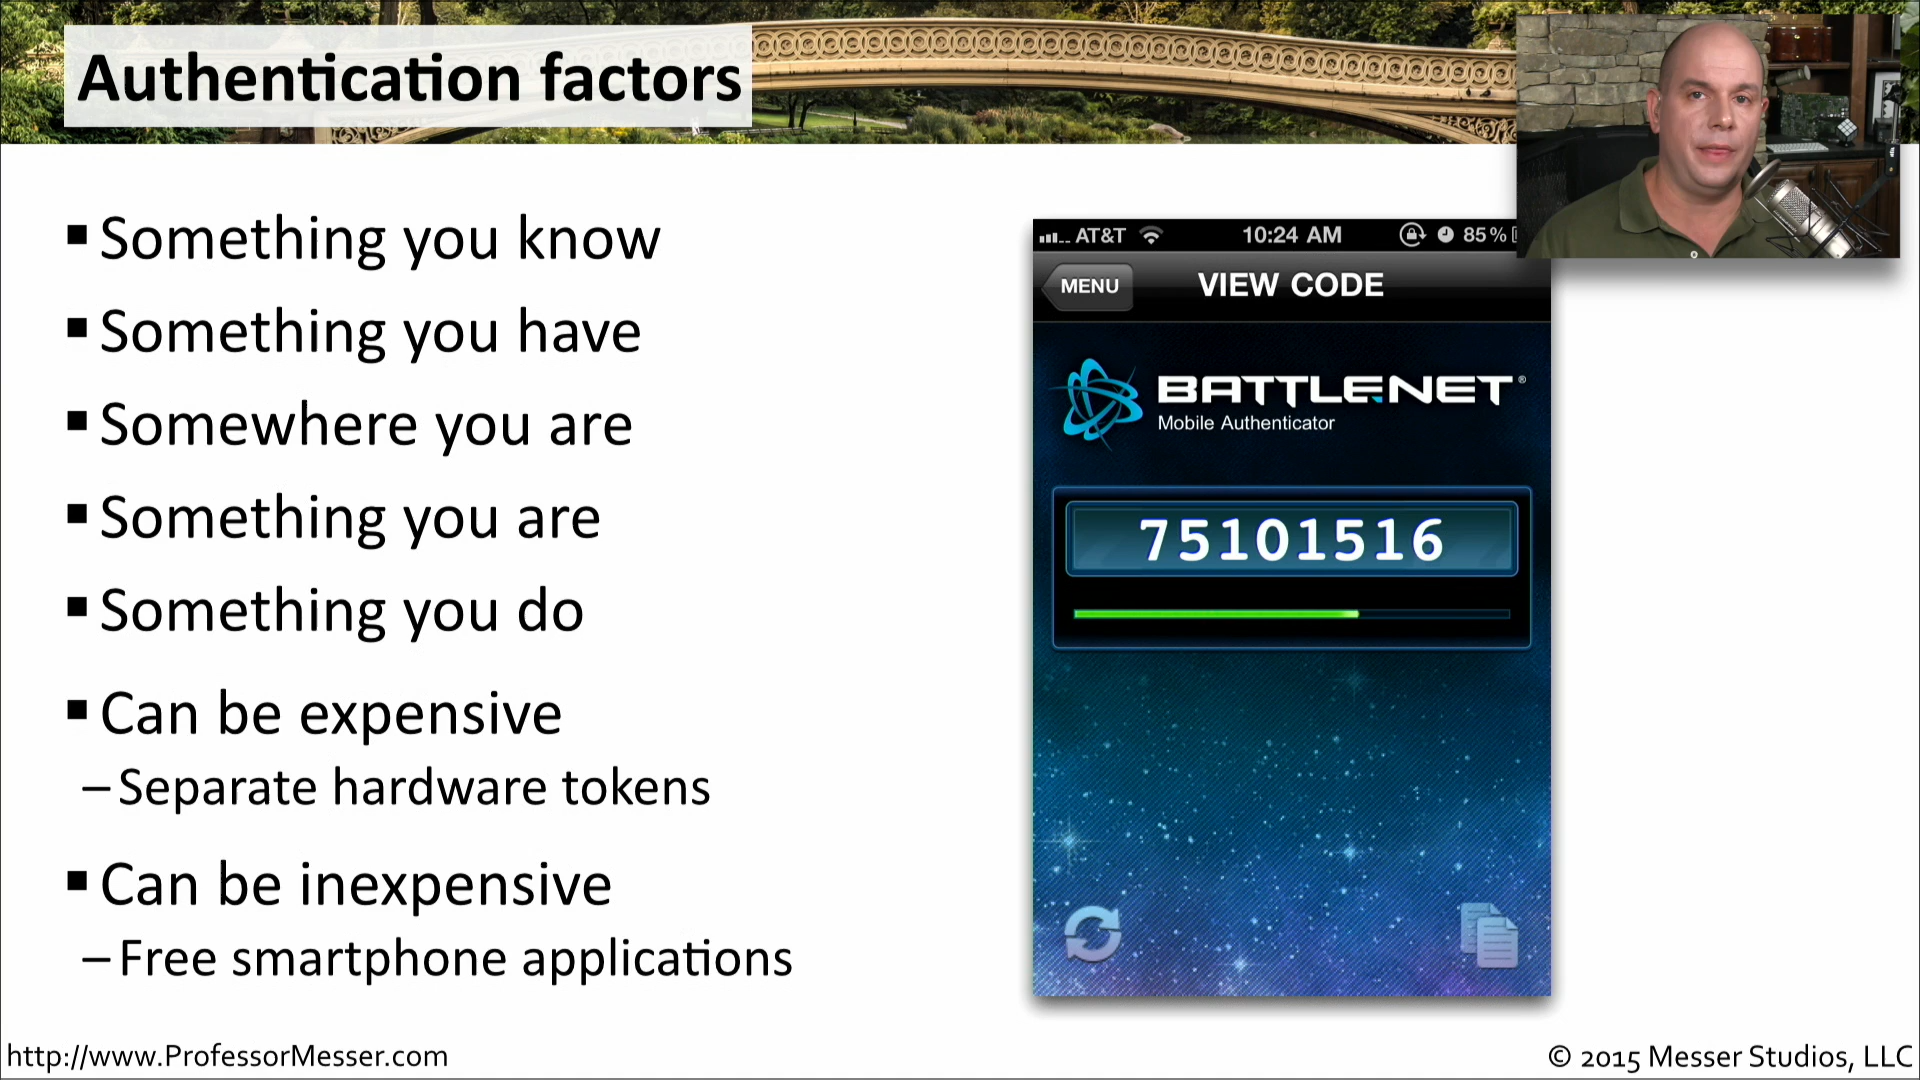 Authentication factors
▪ Something you know
▪ Something you have
▪ Somewhere you are
▪ Something you are
▪ Something you do
▪ Can be expensive
– Separate hardware tokens
▪ Can be inexpensive
– Free smartphone applications
AT&T 10:24 AM 85%
MENU VIEW CODE
BATTLE.NET®
Mobile Authenticator
75101516
http://www.ProfessorMesser.com
© 2015 Messer Studios, LLC